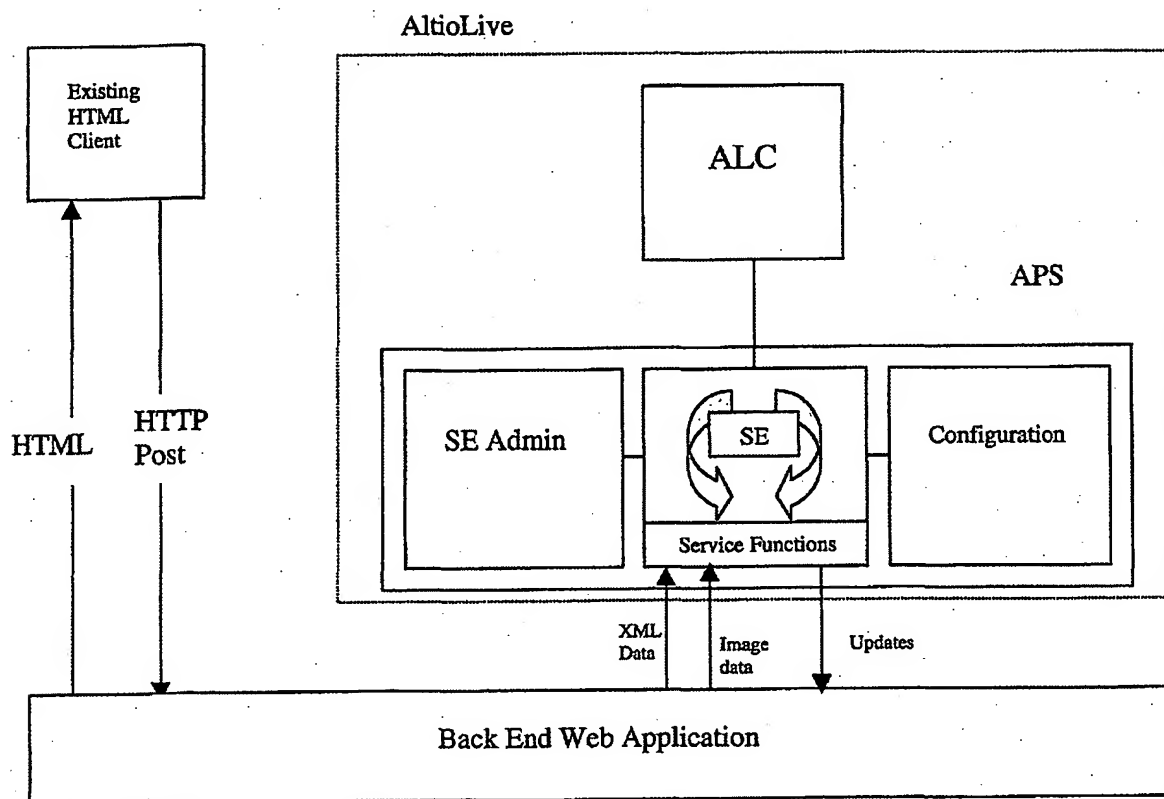 AltioLive
Existing
HTML
Client
ALC
APS
HTML
HTTP
Post
SE Admin
SE
Configuration
Service Functions
XML
Data
Image
data
Updates
Back End Web Application